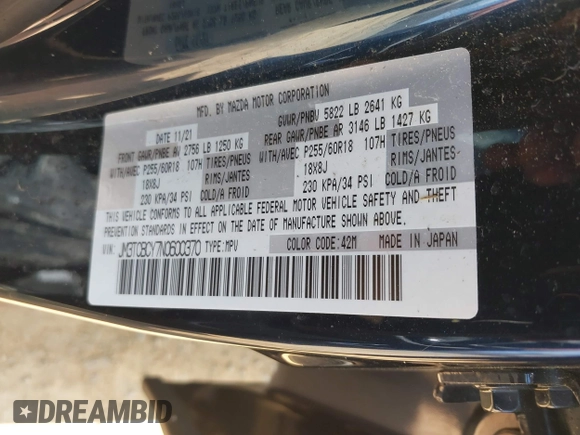 MFD. BY MAZDA MOTOR CORPORATION
DATE 11/21 GVWR/PNBV 5822 LB 2641 KG
FRONT GAWR/PNBE AV 2756 LB 1250 KG REAR GAWR/PNBE AR 3146 LB 1427 KG
WITH/AVEC P255/60R18 107H TIRES/PNEUS WITH/AVEC P255/60R18 107H TIRES/PNEUS
18X8J RIMS/JANTES 18X8J RIMS/JANTES
230 KPA/34 PSI COLD/A FROID 230 KPA/34 PSI COLD/A FROID
THIS VEHICLE CONFORMS TO ALL APPLICABLE FEDERAL MOTOR VEHICLE SAFETY AND THEFT
PREVENTION STANDARDS IN EFFECT ON THE DATE OF MANUFACTURE SHOWN ABOVE.
VIN: JM3TCBCY7N0600370 TYPE:MPV COLOR CODE:42M MADE IN JAPAN
DREAMBID